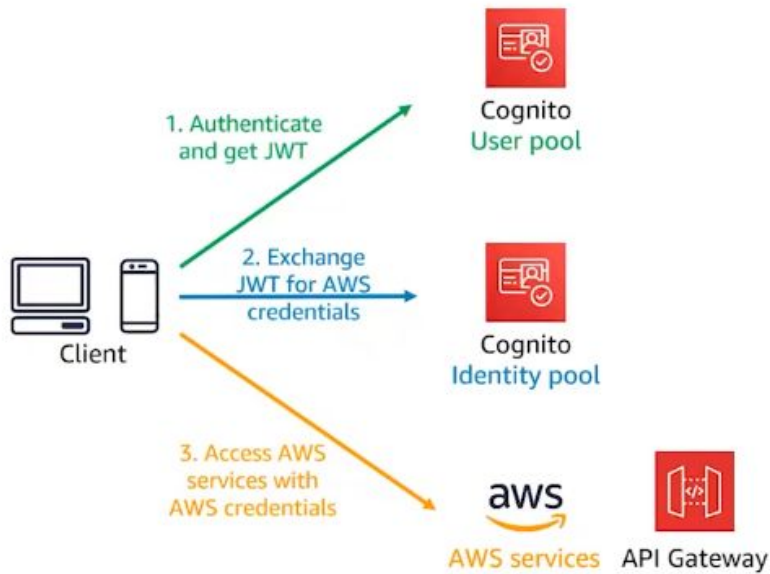 Cognito
User pool
1. Authenticate
and get JWT
2. Exchange
JWT for AWS
credentials
Client
Cognito
Identity pool
3. Access AWS
services with
AWS credentials
aws
</>
AWS services
API Gateway